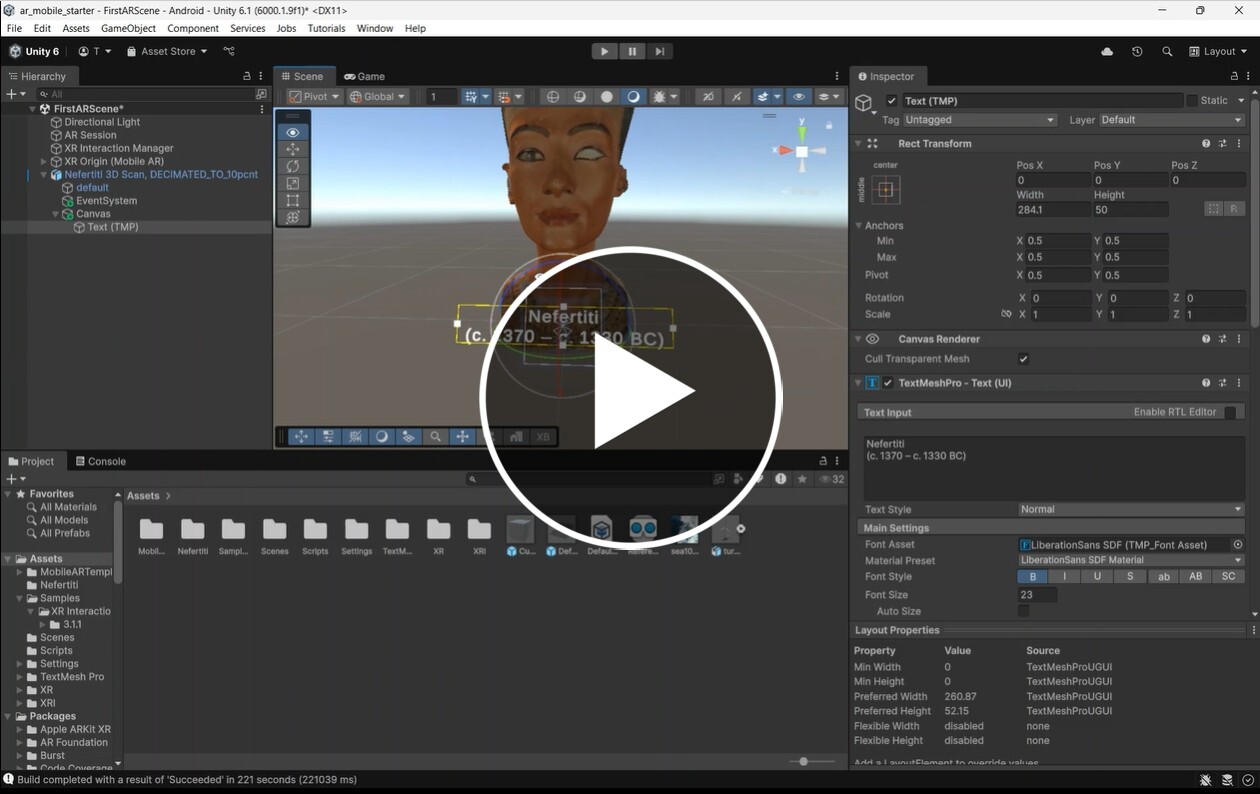 ar_mobile_starter - FirstARScene - Android - Unity 6.1 (6000.1.9f1)* <DX11>
File Edit Assets GameObject Component Services Jobs Tutorials Window Help
Unity 6 T Asset Store Layout
Hierarchy
All
FirstARScene*
Directional Light
AR Session
XR Interaction Manager
XR Origin (Mobile AR)
Nefertiti 3D Scan, DECIMATED_TO_10pcnt
default
EventSystem
Canvas
Text (TMP)
Scene Game
Pivot Global 1
y
x
Nefertiti
(c. 1370 – c. 1330 BC)
XB
Project Console
32
Favorites
All Materials
All Models
All Prefabs
Assets
MobileARTempl
Nefertiti
Samples
XR Interactio
3.1.1
Scenes
Scripts
Settings
TextMesh Pro
XR
XRI
Packages
Apple ARKit XR
AR Foundation
Burst
Code Coverage
Assets
Mobil... Nefertiti Sampl... Scenes Scripts Settings TextM... XR XRI Cu... Def... Defau... Refere... sea10... tur...
Inspector
Text (TMP) Static
Tag Untagged Layer Default
Rect Transform
center
middle
Pos X Pos Y Pos Z
0 0 0
Width Height
284.1 50
R
Anchors
Min X 0.5 Y 0.5
Max X 0.5 Y 0.5
Pivot X 0.5 Y 0.5
Rotation X 0 Y 0 Z 0
Scale X 1 Y 1 Z 1
Canvas Renderer
Cull Transparent Mesh
TextMeshPro - Text (UI)
Text Input Enable RTL Editor
Nefertiti
(c. 1370 – c. 1330 BC)
Text Style Normal
Main Settings
Font Asset LiberationSans SDF (TMP_Font Asset)
Material Preset LiberationSans SDF Material
Font Style B I U S ab AB SC
Font Size 23
Auto Size
Layout Properties
Property Value Source
Min Width 0 TextMeshProUGUI
Min Height 0 TextMeshProUGUI
Preferred Width 260.87 TextMeshProUGUI
Preferred Height 52.15 TextMeshProUGUI
Flexible Width disabled none
Flexible Height disabled none
Add a LayoutElement to override values
Build completed with a result of 'Succeeded' in 221 seconds (221039 ms)